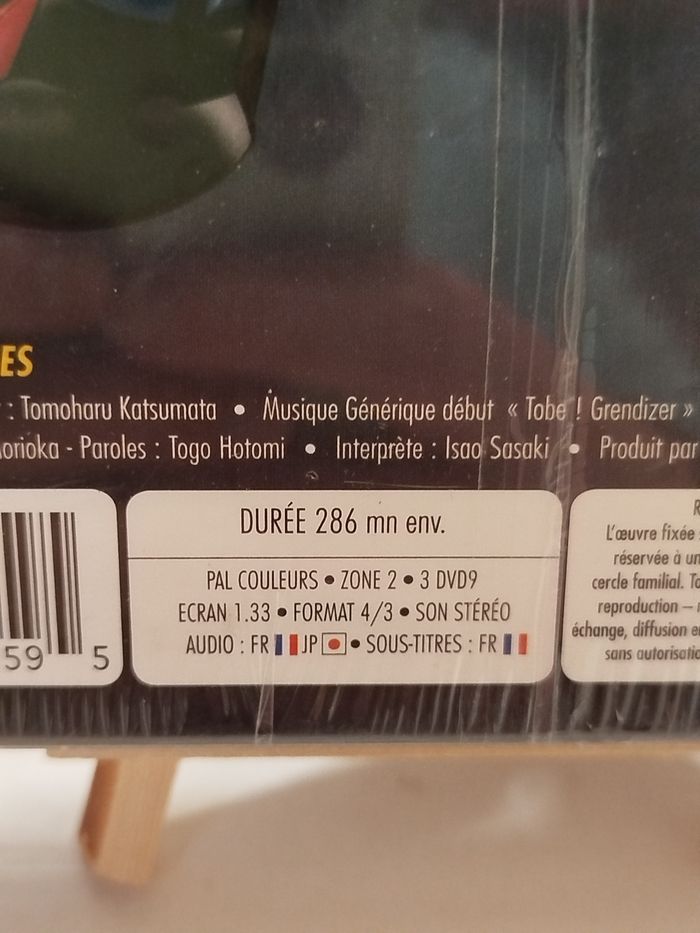 ES
: Tomoharu Katsumata • Musique Générique début « Tobe ! Grendizer »
orioka - Paroles : Togo Hotomi • Interprète : Isao Sasaki • Produit par
DURÉE 286 mn env.
PAL COULEURS • ZONE 2 • 3 DVD9
ECRAN 1.33 • FORMAT 4/3 • SON STÉRÉO
AUDIO : FR JP • SOUS-TITRES : FR
59 5
R
L'œuvre fixée
réservée à un
cercle familial. To
reproduction –
échange, diffusion e
sans autorisatio